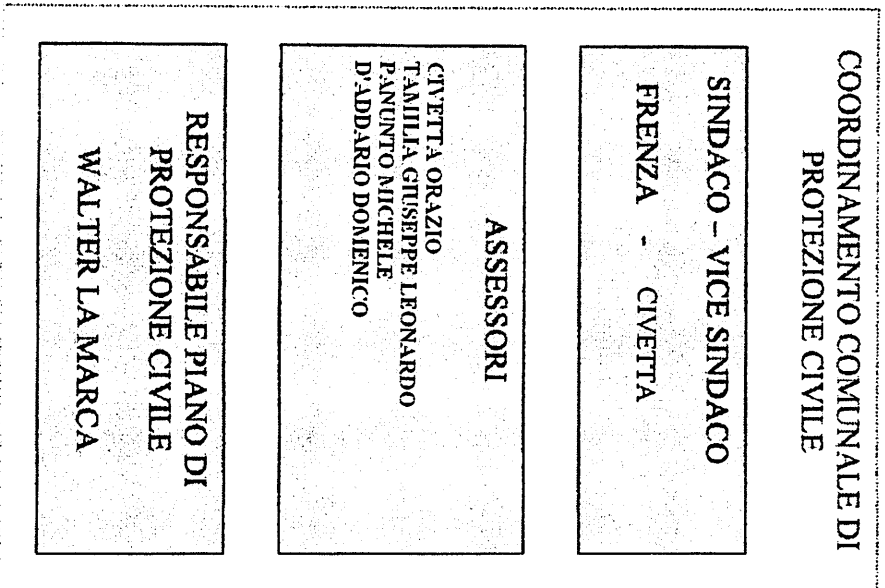 COORDINAMENTO COMUNALE DI
PROTEZIONE CIVILE
SINDACO – VICE SINDACO
FRENZA - CIVETTA
ASSESSORI
CIVETTA ORAZIO
TAMILIA GIUSEPPE LEONARDO
PANUNTO MICHELE
D'ADDARIO DOMENICO
RESPONSABILE PIANO DI
PROTEZIONE CIVILE
WALTER LA MARCA